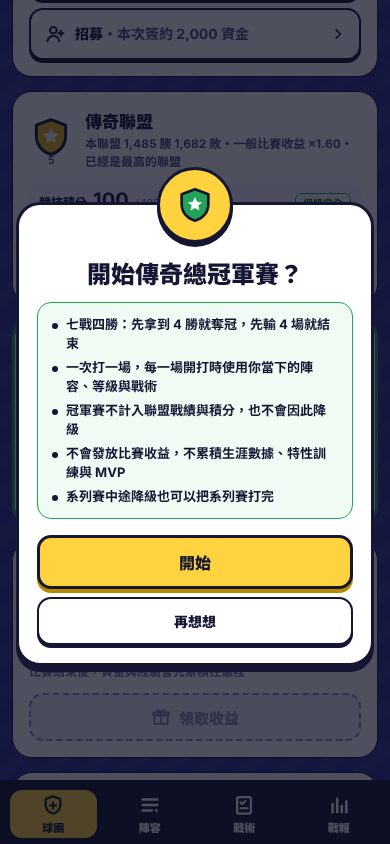 招募・本次簽約 2,000 資金
傳奇聯盟
本聯盟 1,485 勝 1,682 敗・一般比賽收益 ×1.60・
已經是最高的聯盟
5
競技積分 100
開始傳奇總冠軍賽？
七戰四勝：先拿到 4 勝就奪冠，先輸 4 場就結
束
一次打一場，每一場開打時使用你當下的陣
容、等級與戰術
冠軍賽不計入聯盟戰績與積分，也不會因此降
級
不會發放比賽收益，不累積生涯數據、特性訓
練與 MVP
系列賽中途降級也可以把系列賽打完
開始
再想想
領取收益
球團
陣容
戰術
戰報